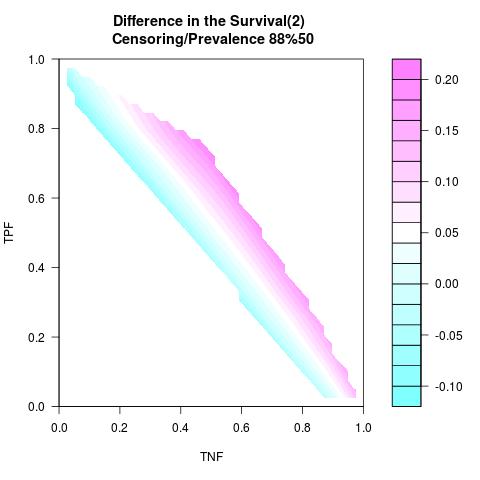 Difference in the Survival(2)
Censoring/Prevalence 88%50
1.0
0.8
0.6
0.4
0.2
0.0
TPF
0.0 0.2 0.4 0.6 0.8 1.0
TNF
0.20
0.15
0.10
0.05
0.00
-0.05
-0.10